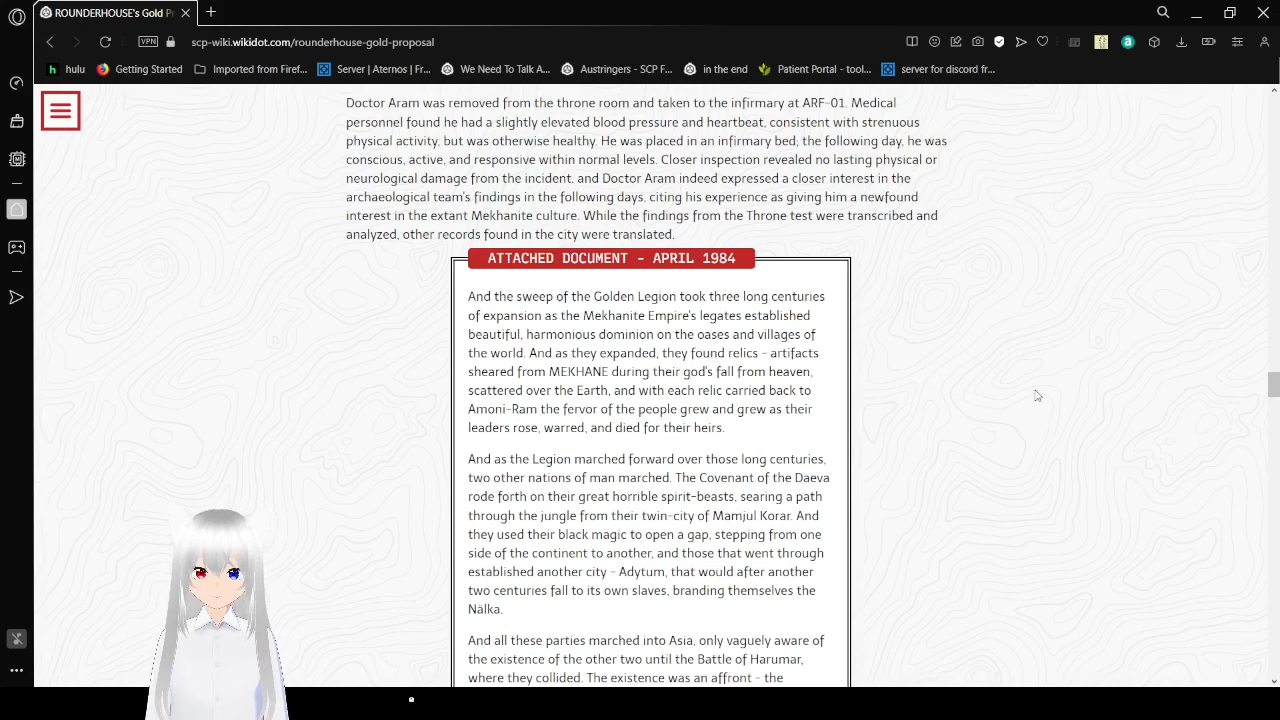 ROUNDERHOUSE's Gold P
scp-wiki.wikidot.com/rounderhouse-gold-proposal
VPN
hulu
Getting Started
Imported from Firef...
Server | Aternos | Fr...
We Need To Talk A...
Austringers - SCP F...
in the end
Patient Portal - tool...
server for discord fr...
Doctor Aram was removed from the throne room and taken to the infirmary at ARF-01. Medical
personnel found he had a slightly elevated blood pressure and heartbeat, consistent with strenuous
physical activity, but was otherwise healthy. He was placed in an infirmary bed; the following day, he was
conscious, active, and responsive within normal levels. Closer inspection revealed no lasting physical or
neurological damage from the incident, and Doctor Aram indeed expressed a closer interest in the
archaeological team's findings in the following days, citing his experience as giving him a newfound
interest in the extant Mekhanite culture. While the findings from the Throne test were transcribed and
analyzed, other records found in the city were translated.
ATTACHED DOCUMENT - APRIL 1984
And the sweep of the Golden Legion took three long centuries
of expansion as the Mekhanite Empire's legates established
beautiful, harmonious dominion on the oases and villages of
the world. And as they expanded, they found relics - artifacts
sheared from MEKHANE during their god's fall from heaven,
scattered over the Earth, and with each relic carried back to
Amoni-Ram the fervor of the people grew and grew as their
leaders rose, warred, and died for their heirs.
And as the Legion marched forward over those long centuries,
two other nations of man marched. The Covenant of the Daeva
rode forth on their great horrible spirit-beasts, searing a path
through the jungle from their twin-city of Mamjul Korar. And
they used their black magic to open a gap, stepping from one
side of the continent to another, and those that went through
established another city - Adytum, that would after another
two centuries fall to its own slaves, branding themselves the
Nälka.
And all these parties marched into Asia, only vaguely aware of
the existence of the other two until the Battle of Harumar,
where they collided. The existence was an affront - the